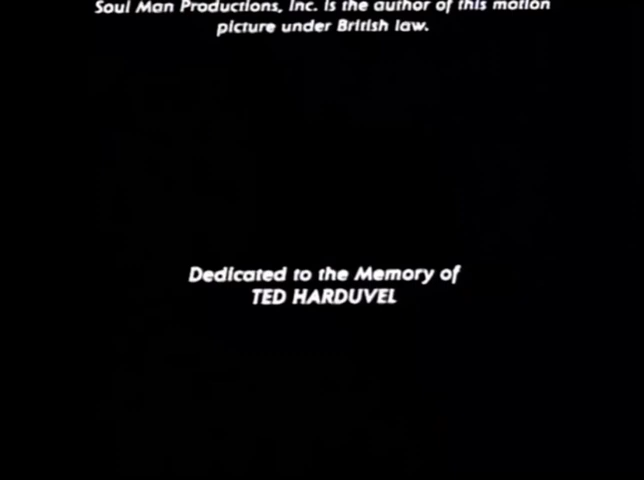 Soul Man Productions, Inc. is the author of this motion
picture under British law.
Dedicated to the Memory of
TED HARDUVEL